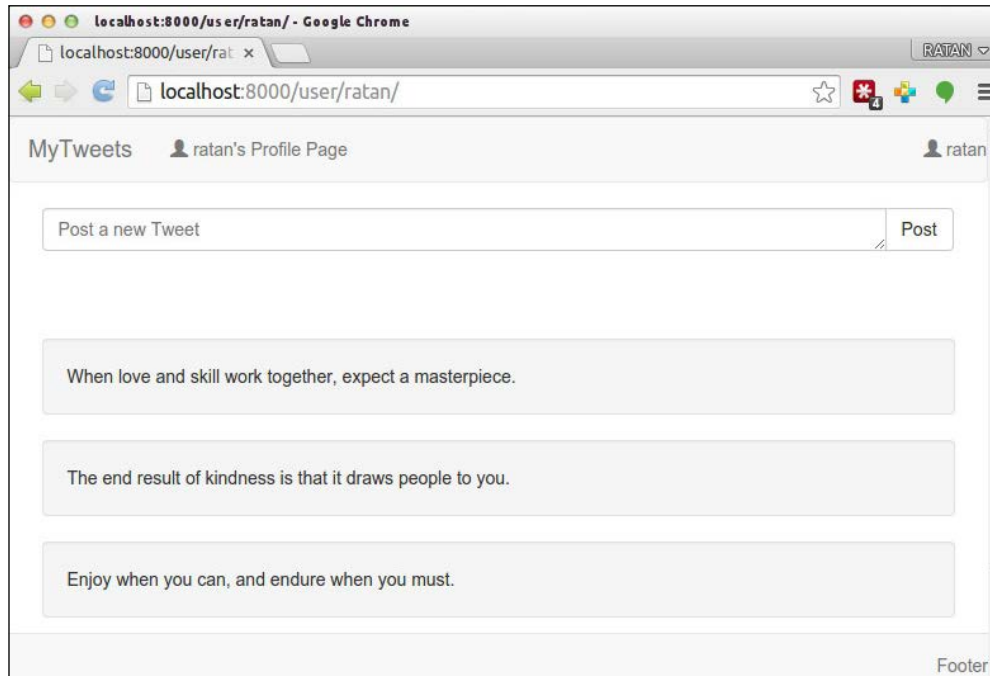 localhost:8000/user/ratan/ - Google Chrome
localhost:8000/user/rat
RATAN
localhost:8000/user/ratan/
4
MyTweets
ratan's Profile Page
ratan
Post a new Tweet
Post
When love and skill work together, expect a masterpiece.
The end result of kindness is that it draws people to you.
Enjoy when you can, and endure when you must.
Footer